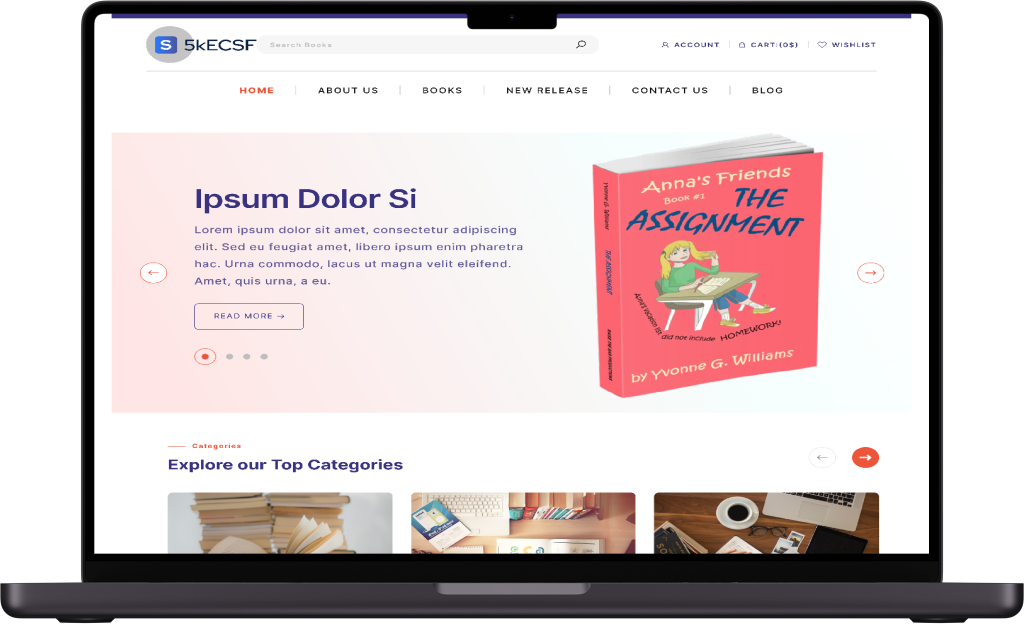 S 5kECSF
Search Books
ACCOUNT
CART:(0$)
WISHLIST
HOME
ABOUT US
BOOKS
NEW RELEASE
CONTACT US
BLOG
Ipsum Dolor Si
Lorem ipsum dolor sit amet, consectetur adipiscing
elit. Sed eu feugiat amet, libero ipsum enim pharetra
hac. Urna commodo, lacus ut magna velit eleifend.
Amet, quis urna, a eu.
READ MORE →
Anna's Friends
Book #1
THE
ASSIGNMENT
Anna's vacation tips did not include HOMEWORK!
by Yvonne G. Williams
Yvonne G. Williams
THE ASSIGNMENT
Categories
Explore our Top Categories